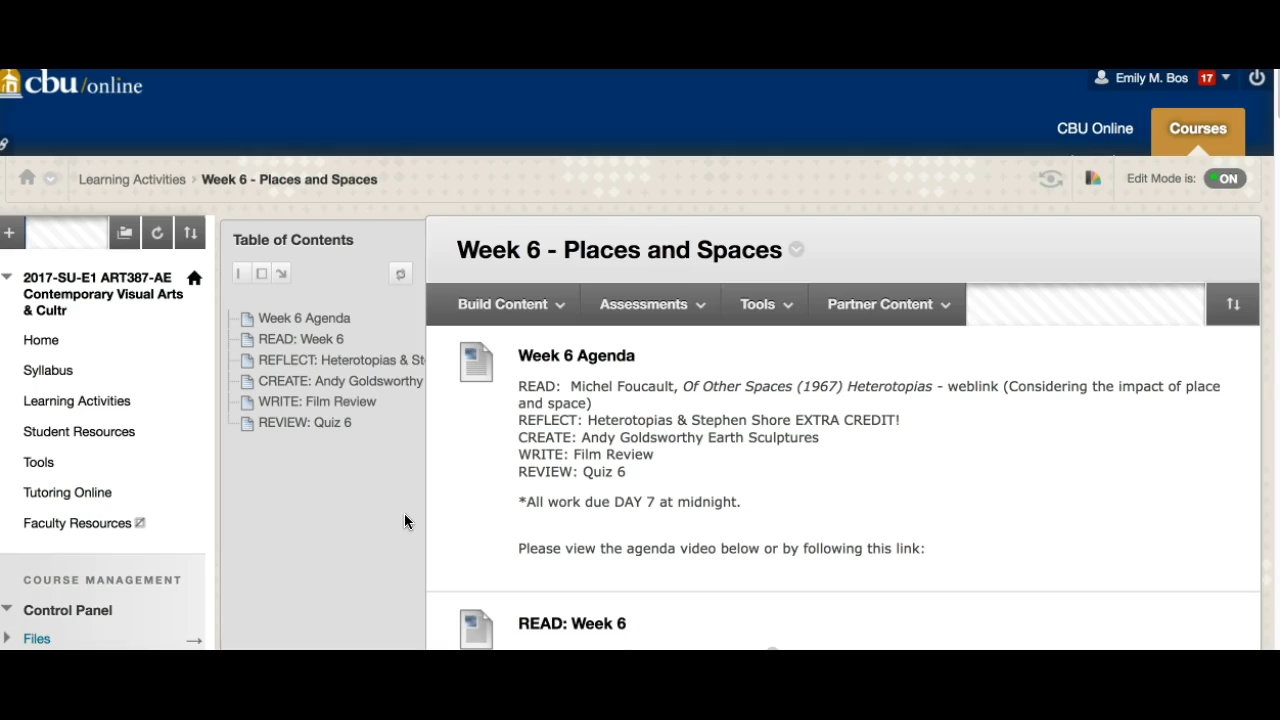 cbu/online
Emily M. Bos 17
CBU Online
Courses
Learning Activities > Week 6 - Places and Spaces
Edit Mode is: ON
2017-SU-E1 ART387-AE
Contemporary Visual Arts
& Cultr
Home
Syllabus
Learning Activities
Student Resources
Tools
Tutoring Online
Faculty Resources
COURSE MANAGEMENT
Control Panel
Files
Table of Contents
Week 6 Agenda
READ: Week 6
REFLECT: Heterotopias & St
CREATE: Andy Goldsworthy
WRITE: Film Review
REVIEW: Quiz 6
Week 6 - Places and Spaces
Build Content
Assessments
Tools
Partner Content
Week 6 Agenda
READ: Michel Foucault, Of Other Spaces (1967) Heterotopias - weblink (Considering the impact of place
and space)
REFLECT: Heterotopias & Stephen Shore EXTRA CREDIT!
CREATE: Andy Goldsworthy Earth Sculptures
WRITE: Film Review
REVIEW: Quiz 6
*All work due DAY 7 at midnight.
Please view the agenda video below or by following this link:
READ: Week 6